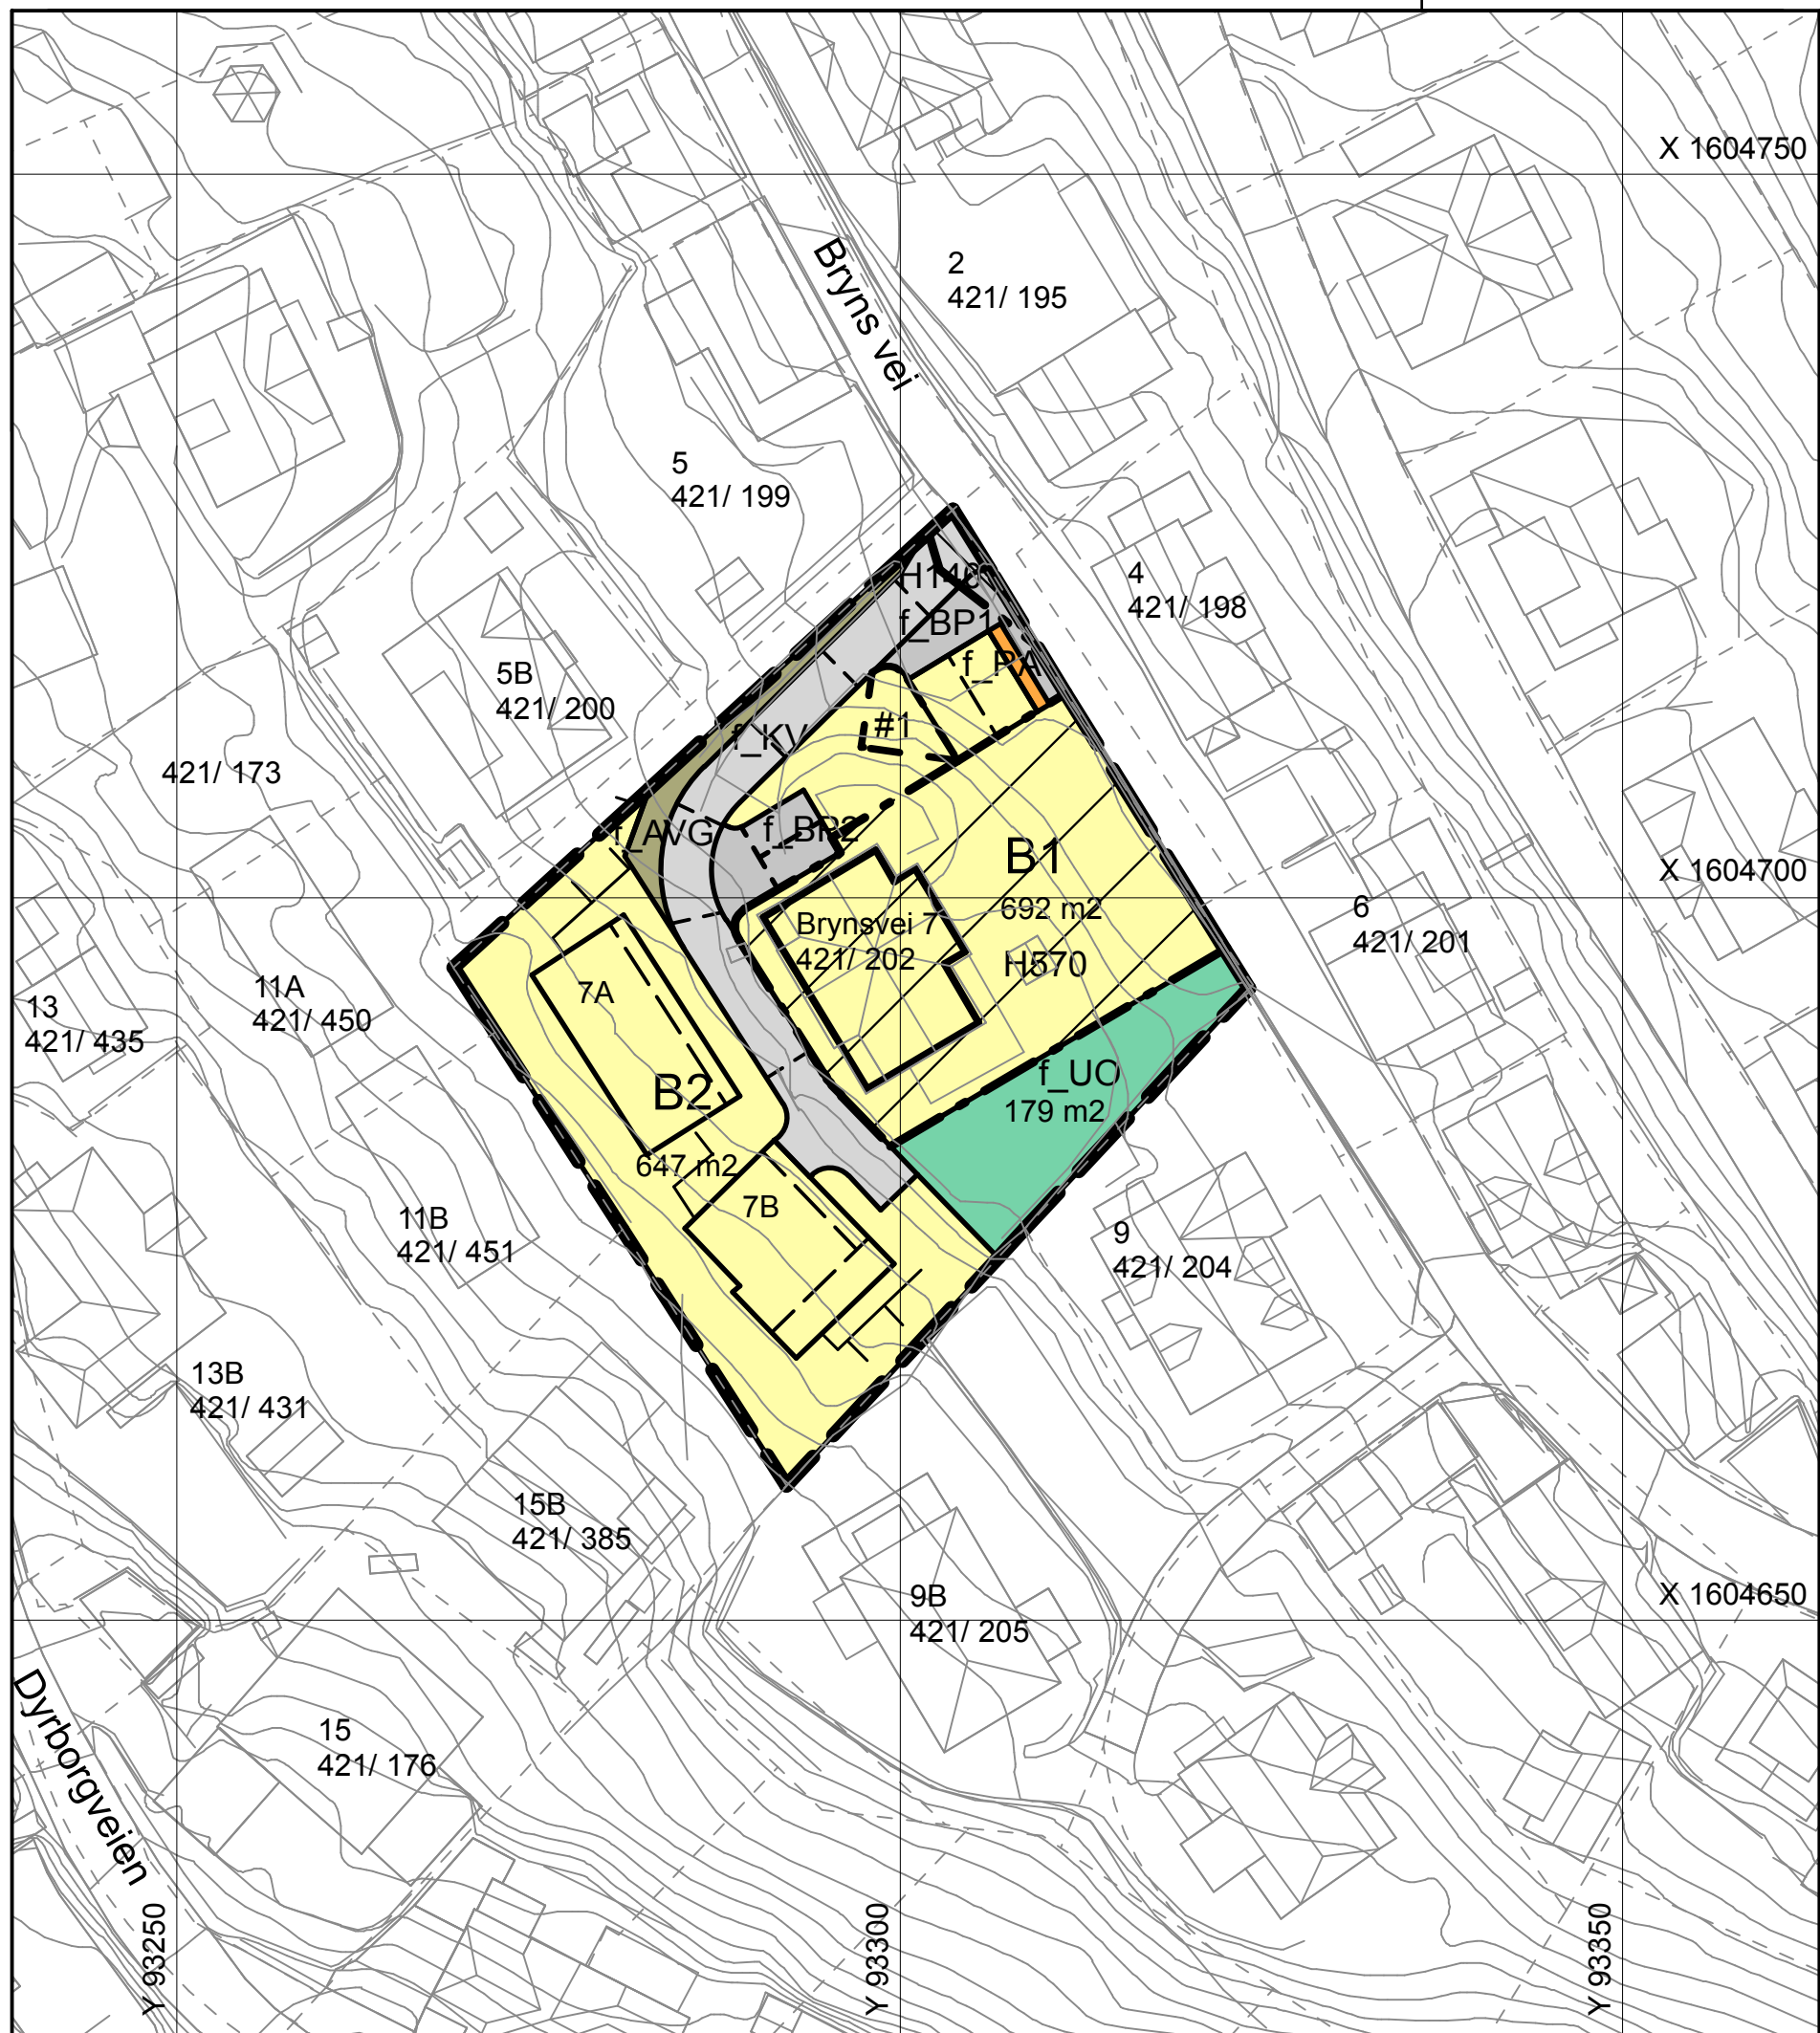 X 1604750
Bryns vei
2
421/ 195
5
421/ 199
4
421/ 198
H140
f_BP1
f_PA
5B
421/ 200
#1
f_KV
421/ 173
f_AVG
f_BP2
B1
692 m2
X 1604700
6
421/ 201
Brynsvei 7
421/ 202
H570
7A
11A
421/ 450
13
421/ 435
B2
647 m2
f_UO
179 m2
7B
11B
421/ 451
9
421/ 204
13B
421/ 431
15B
421/ 385
9B
421/ 205
X 1604650
Dyrborgveien
15
421/ 176
Y 93250
Y 93300
Y 93350